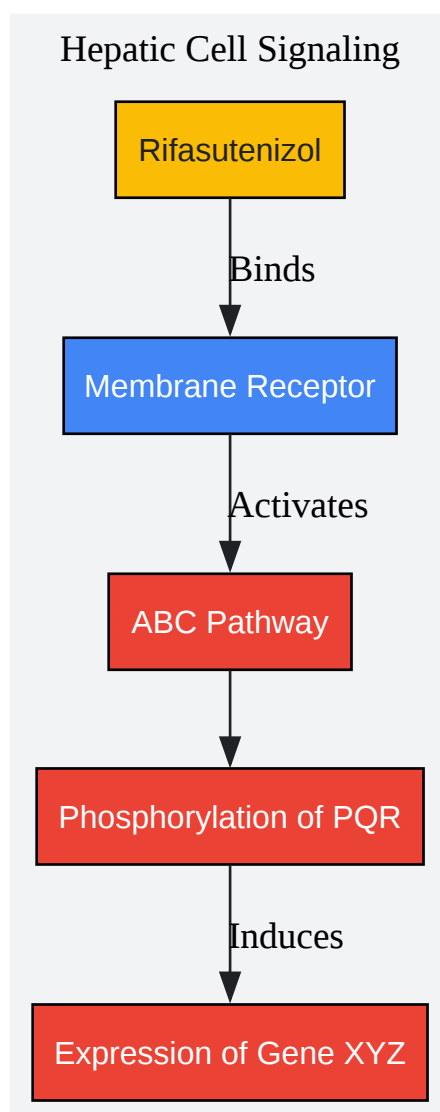 Hepatic Cell Signaling
Rifasutenizol
Binds
Membrane Receptor
Activates
ABC Pathway
Phosphorylation of PQR
Induces
Expression of Gene XYZ